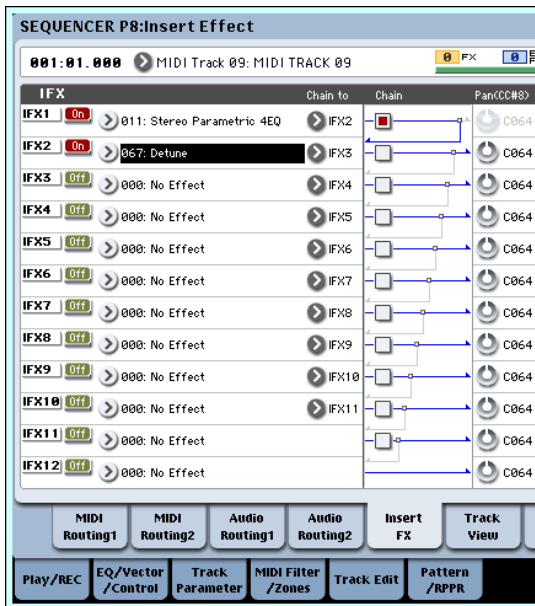 SEQUENCER P8:Insert Effect
001:01.000 MIDI Track 09: MIDI TRACK 09 0 FX 0
IFX Chain to Chain Pan(CC#8)
IFX1 On 011: Stereo Parametric 4EQ IFX2 C064
IFX2 On 067: Detune IFX3 C064
IFX3 Off 000: No Effect IFX4 C064
IFX4 Off 000: No Effect IFX5 C064
IFX5 Off 000: No Effect IFX6 C064
IFX6 Off 000: No Effect IFX7 C064
IFX7 Off 000: No Effect IFX8 C064
IFX8 Off 000: No Effect IFX9 C064
IFX9 Off 000: No Effect IFX10 C064
IFX10 Off 000: No Effect IFX11 C064
IFX11 Off 000: No Effect C064
IFX12 Off 000: No Effect C064
MIDI Routing1 MIDI Routing2 Audio Routing1 Audio Routing2 Insert FX Track View
Play/REC EQ/Vector /Control Track Parameter MIDI Filter /Zones Track Edit Pattern /RPPR